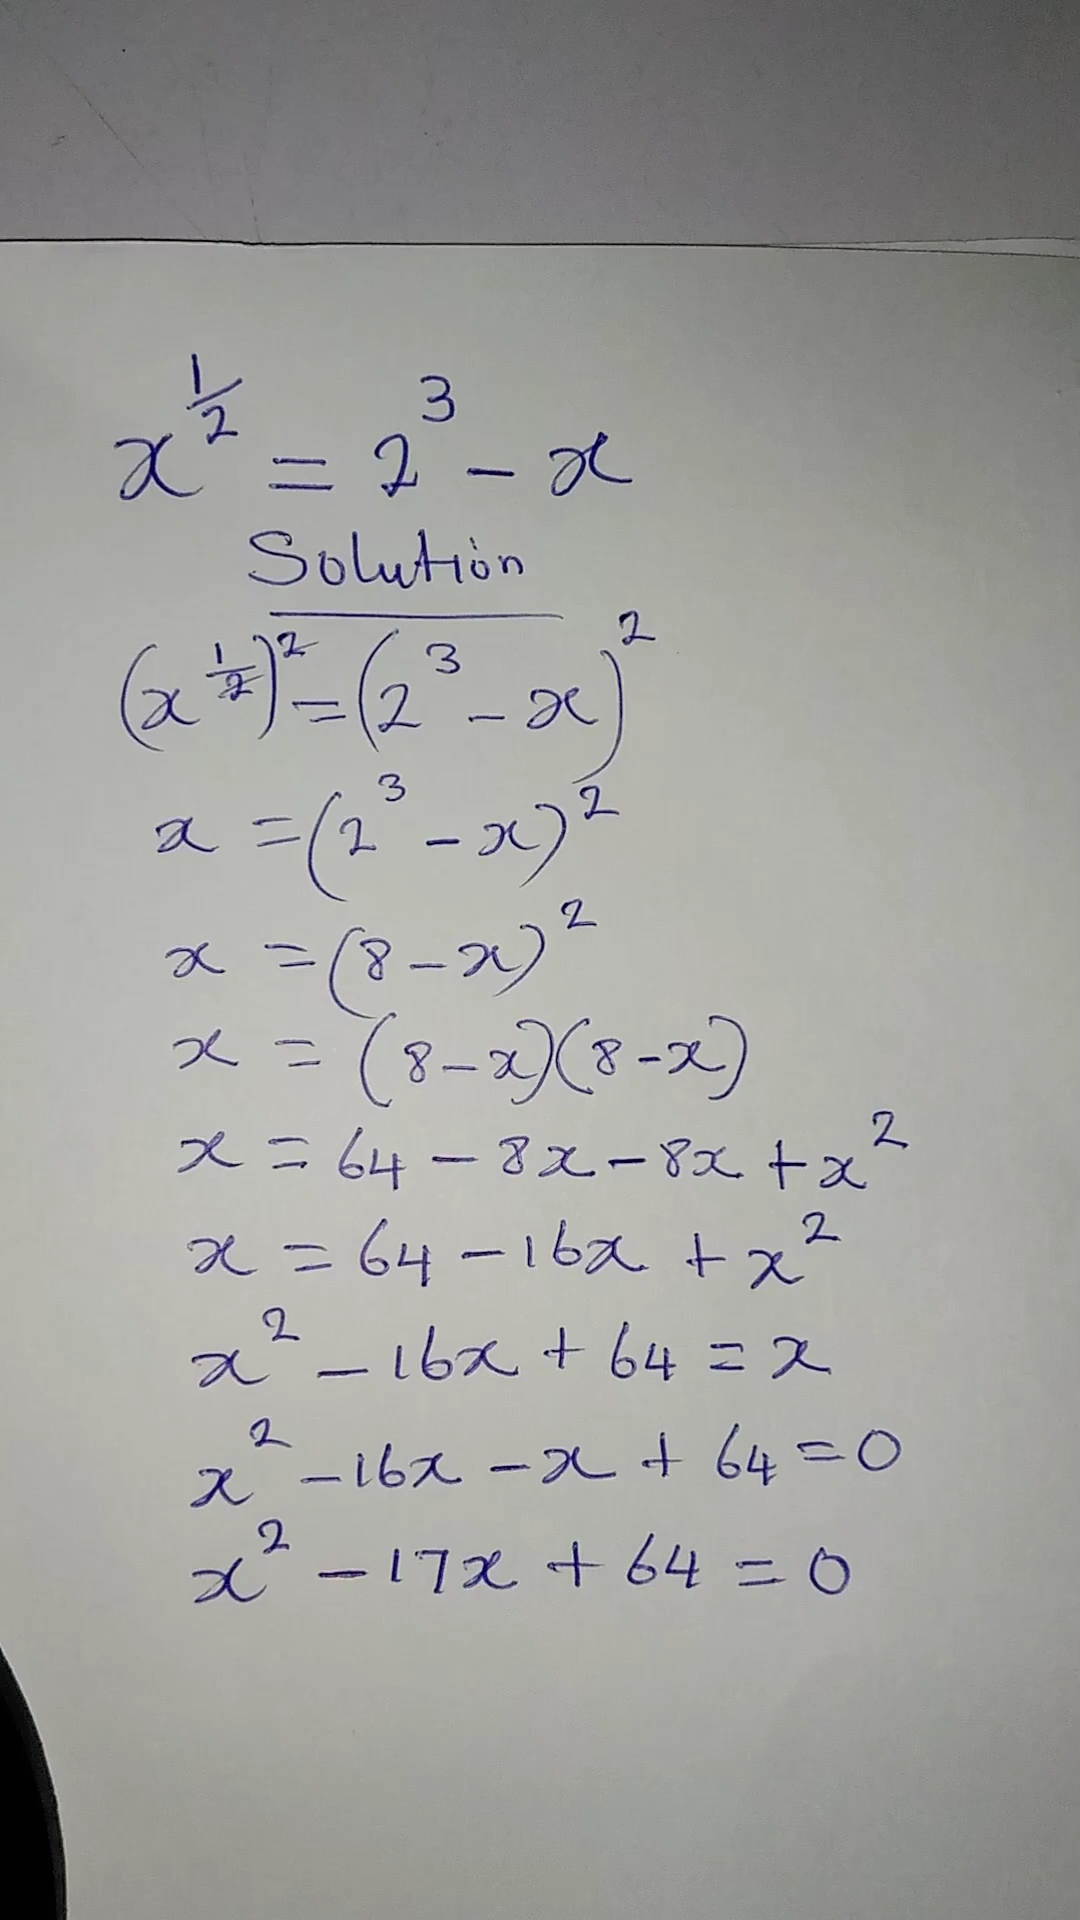 x^{1/2} = 2^3 - x
Solution
(x^{1/2})^2 = (2^3 - x)^2
x = (2^3 - x)^2
x = (8 - x)^2
x = (8 - x)(8 - x)
x = 64 - 8x - 8x + x^2
x = 64 - 16x + x^2
x^2 - 16x + 64 = x
x^2 - 16x - x + 64 = 0
x^2 - 17x + 64 = 0